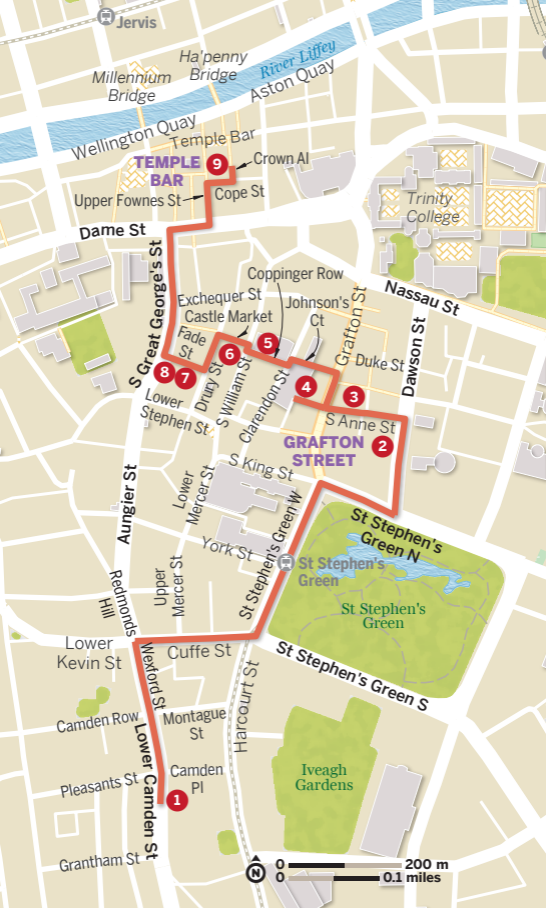 Jervis
Ha'penny
Bridge
River Liffey
Millennium
Bridge
Aston Quay
Wellington Quay
Temple Bar
TEMPLE
BAR
9
Crown Al
Upper Fownes St
Cope St
Trinity
College
Dame St
S Great George's St
Coppinger Row
Exchequer St
Castle Market
Johnson's
Ct
Nassau St
Grafton St
Fade
St
5
6
Duke St
Dawson St
8
7
Drury St
S William St
Clarendon St
4
3
Lower
Stephen St
S Anne St
2
GRAFTON
STREET
Aungier St
Lower
Mercer St
S King St
St Stephen's Green W
St Stephen's
Green N
York St
St Stephen's
Green
Upper
Mercer St
Redmonds
Hill
St Stephen's
Green
Lower
Kevin St
Wexford St
Cuffe St
St Stephen's Green S
Harcourt St
Camden Row
Montague
St
Lower Camden St
Pleasants St
Camden
Pl
1
Iveagh
Gardens
Grantham St
N
0
200 m
0
0.1 miles